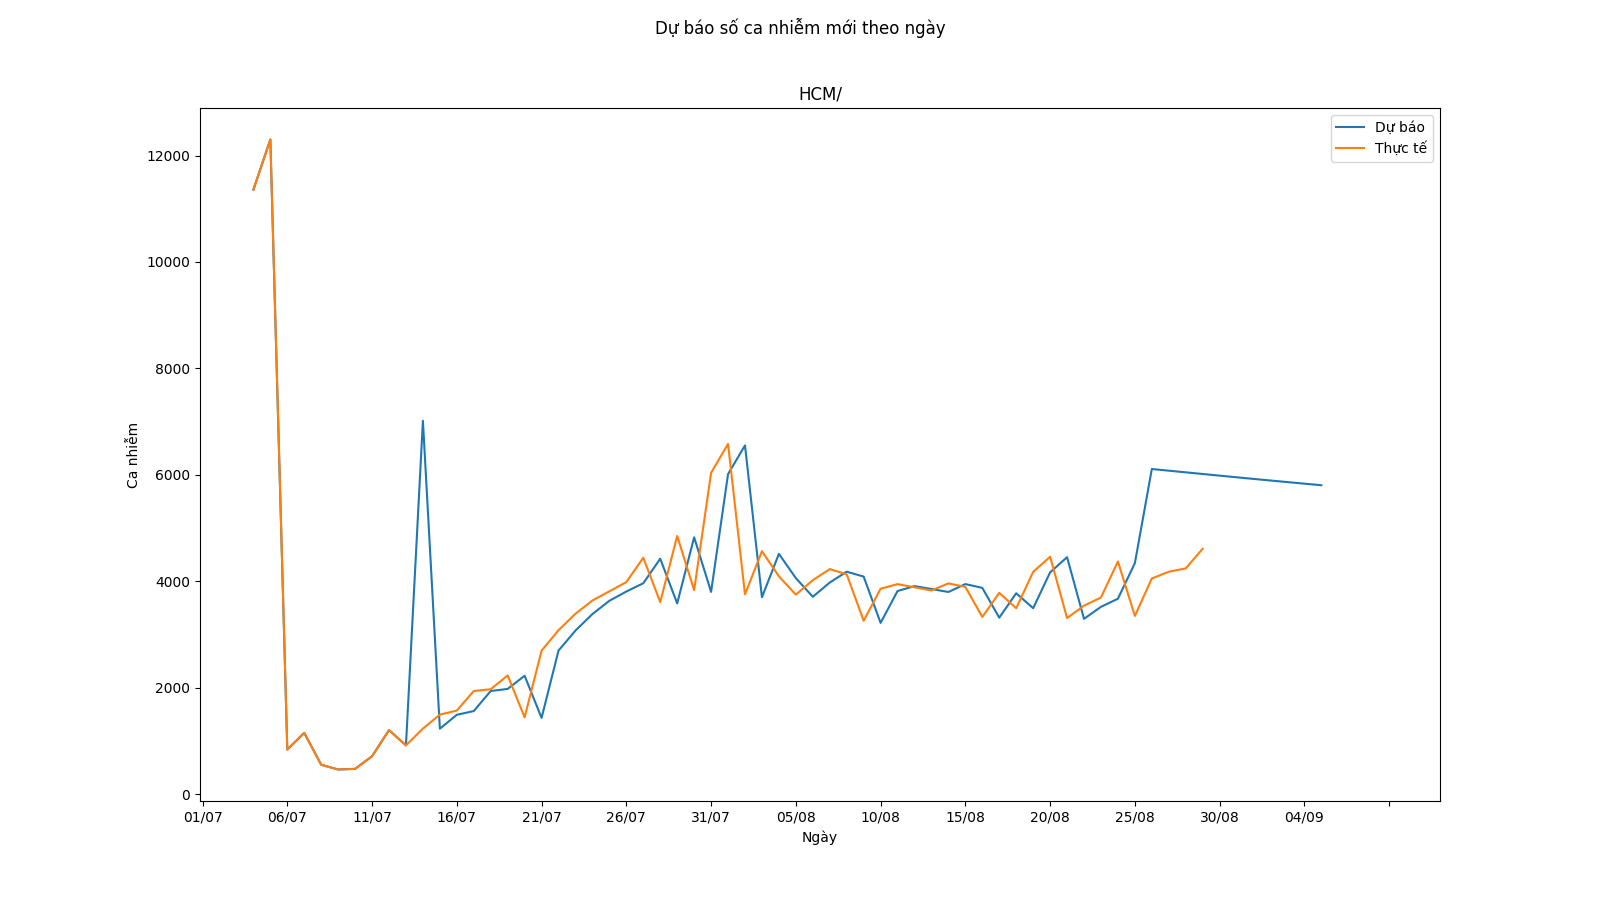 Dự báo số ca nhiễm mới theo ngày
HCM/
Dự báo
Thực tế
12000
10000
8000
6000
4000
2000
0
Ca nhiễm
01/07 06/07 11/07 16/07 21/07 26/07 31/07 05/08 10/08 15/08 20/08 25/08 30/08 04/09
Ngày